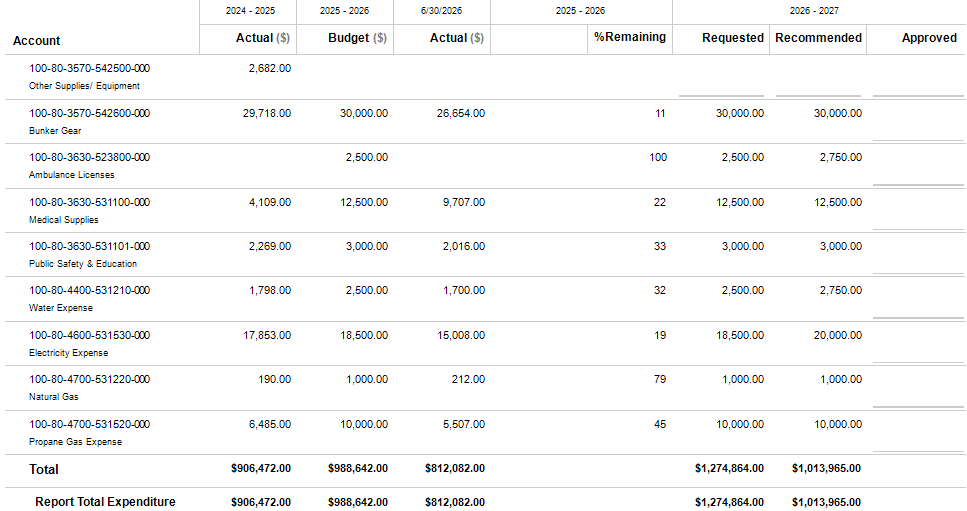 2024 - 2025 2025 - 2026 6/30/2026 2025 - 2026 2026 - 2027
Account Actual ($) Budget ($) Actual ($) %Remaining Requested Recommended Approved
100-80-3570-542500-000 2,682.00
Other Supplies/ Equipment
100-80-3570-542600-000 29,718.00 30,000.00 26,654.00 11 30,000.00 30,000.00
Bunker Gear
100-80-3630-523800-000 2,500.00 100 2,500.00 2,750.00
Ambulance Licenses
100-80-3630-531100-000 4,109.00 12,500.00 9,707.00 22 12,500.00 12,500.00
Medical Supplies
100-80-3630-531101-000 2,269.00 3,000.00 2,016.00 33 3,000.00 3,000.00
Public Safety & Education
100-80-4400-531210-000 1,798.00 2,500.00 1,700.00 32 2,500.00 2,750.00
Water Expense
100-80-4600-531530-000 17,853.00 18,500.00 15,008.00 19 18,500.00 20,000.00
Electricity Expense
100-80-4700-531220-000 190.00 1,000.00 212.00 79 1,000.00 1,000.00
Natural Gas
100-80-4700-531520-000 6,485.00 10,000.00 5,507.00 45 10,000.00 10,000.00
Propane Gas Expense
Total $906,472.00 $988,642.00 $812,082.00 $1,274,864.00 $1,013,965.00
Report Total Expenditure $906,472.00 $988,642.00 $812,082.00 $1,274,864.00 $1,013,965.00